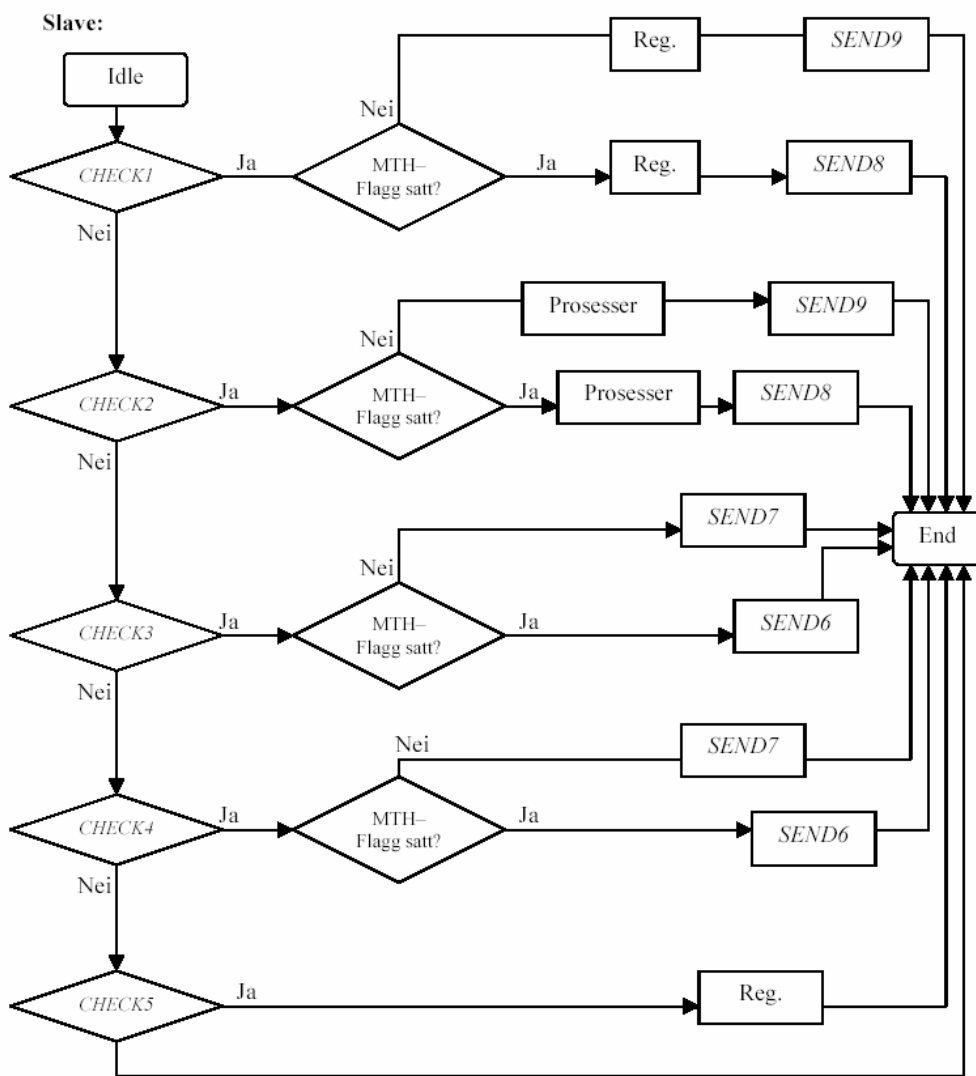 Slave:
Idle
Nei
Reg.
SEND9
CHECK1
Ja
MTH–
Flagg satt?
Ja
Reg.
SEND8
Nei
Nei
Prosesser
SEND9
CHECK2
Ja
MTH–
Flagg satt?
Ja
Prosesser
SEND8
Nei
Nei
SEND7
End
CHECK3
Ja
MTH–
Flagg satt?
Ja
SEND6
Nei
Nei
SEND7
CHECK4
Ja
MTH–
Flagg satt?
Ja
SEND6
Nei
CHECK5
Ja
Reg.